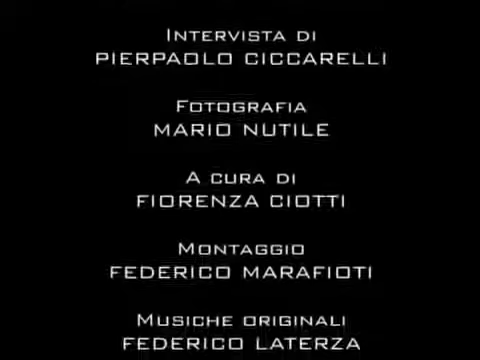 Intervista di
PIERPAOLO CICCARELLI
Fotografia
MARIO NUTILE
A cura di
FIORENZA CIOTTI
Montaggio
FEDERICO MARAFIOTI
Musiche originali
FEDERICO LATERZA